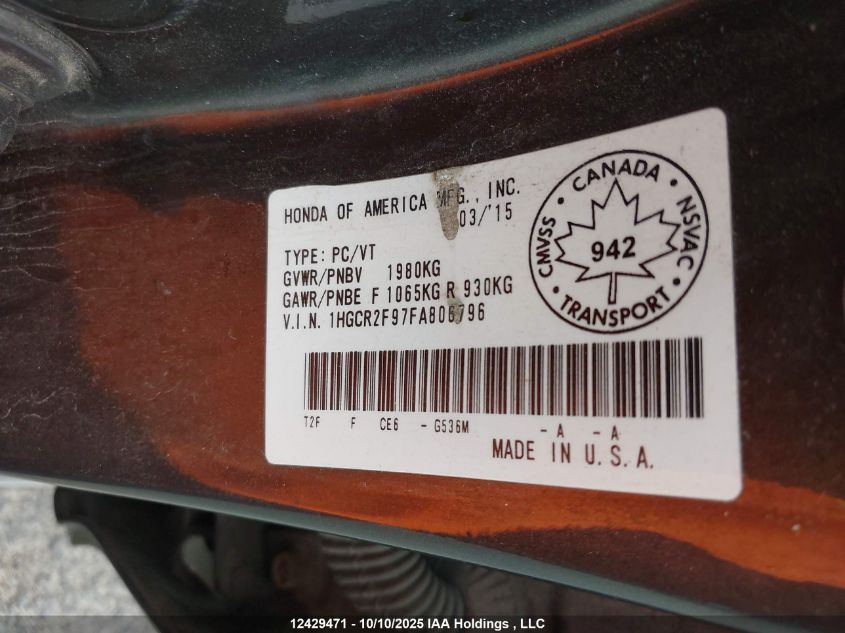 HONDA OF AMERICA MFG., INC.
03/'15
TYPE: PC/VT
GVWR/PNBV 1980KG
GAWR/PNBE F 1065KG R 930KG
V.I.N. 1HGCR2F97FA806796
CANADA • NSVAC • TRANSPORT • CMVSS •
942
T2F F CE6 - G536M - A - A
MADE IN U.S.A.
12429471 - 10/10/2025 IAA Holdings , LLC